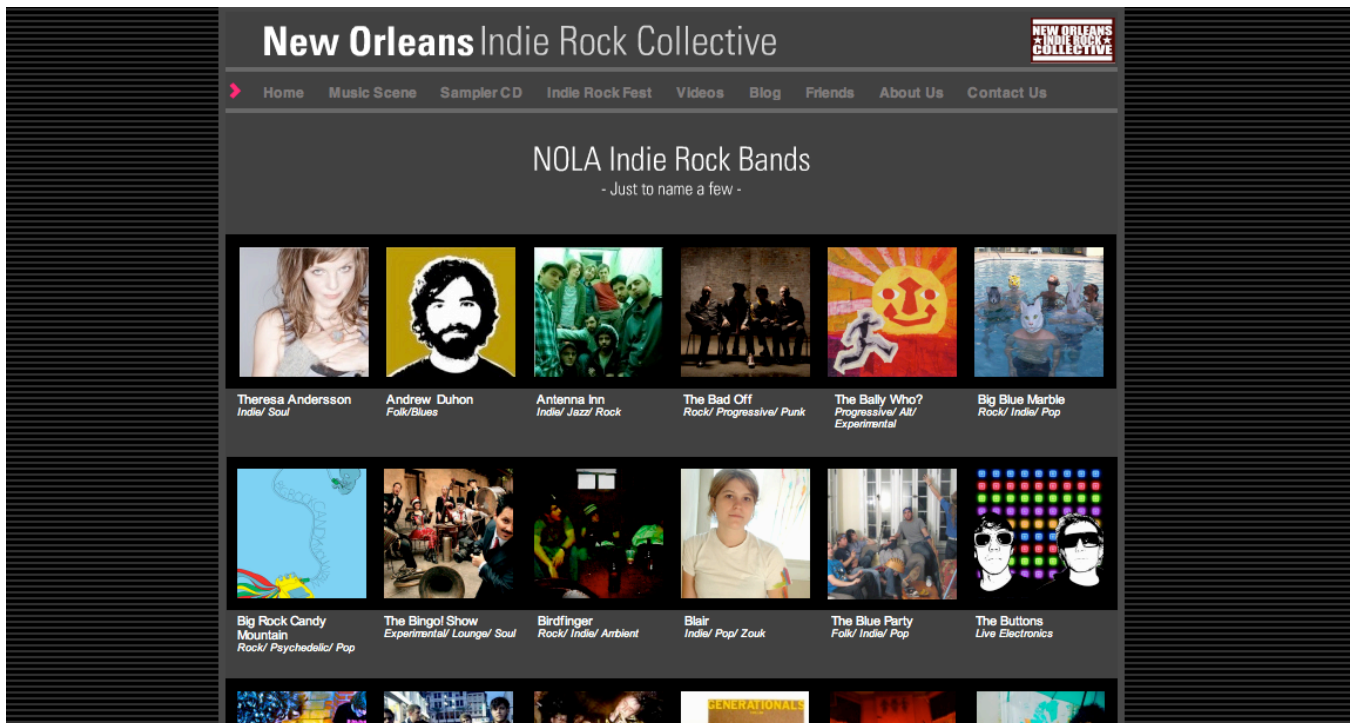 New Orleans Indie Rock Collective
NEW ORLEANS
★INDIE ROCK★
COLLECTIVE
Home Music Scene Sampler CD Indie Rock Fest Videos Blog Friends About Us Contact Us
NOLA Indie Rock Bands
- Just to name a few -
Theresa Andersson
Indie/ Soul
Andrew Duhon
Folk/Blues
Antenna Inn
Indie/ Jazz/ Rock
The Bad Off
Rock/ Progressive/ Punk
The Bally Who?
Progressive/ Alt/
Experimental
Big Blue Marble
Rock/ Indie/ Pop
Big Rock Candy
Mountain
Rock/ Psychedelic/ Pop
The Bingo! Show
Experimental/ Lounge/ Soul
Birdfinger
Rock/ Indie/ Ambient
Blair
Indie/ Pop/ Zouk
The Blue Party
Folk/ Indie/ Pop
The Buttons
Live Electronics
GENERATIONALS